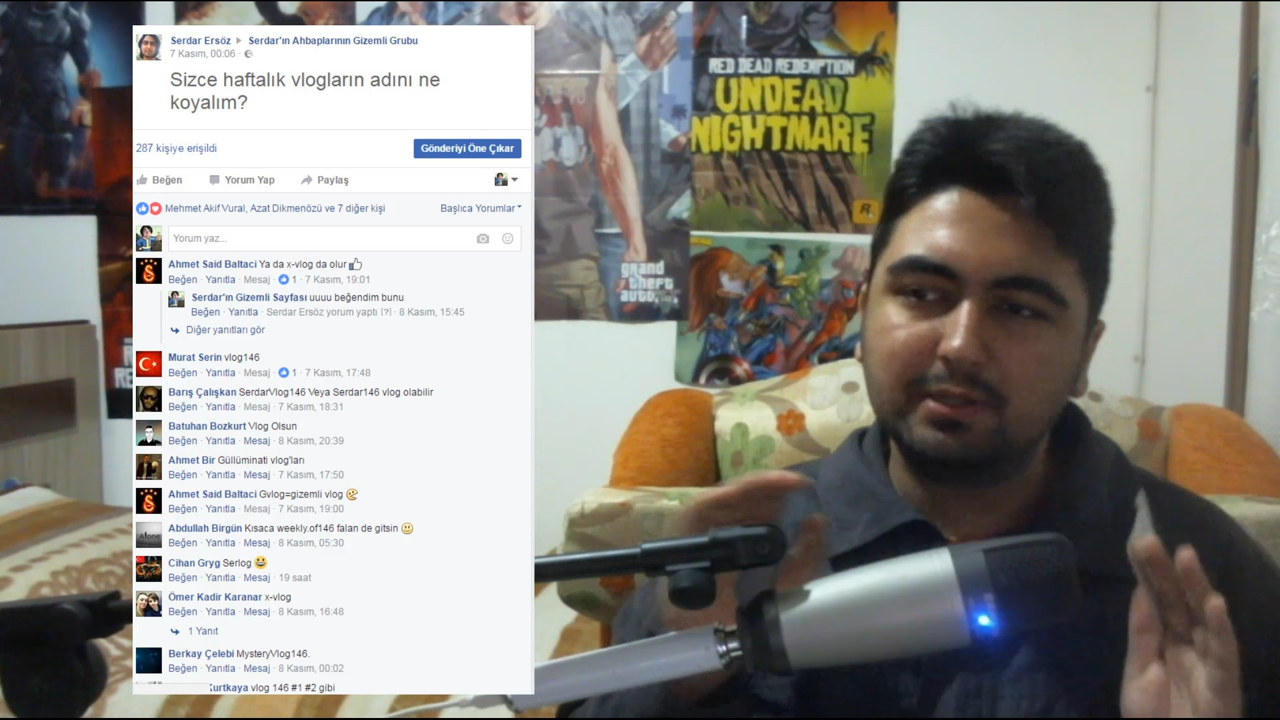 Serdar Ersöz ▸ Serdar'ın Ahbaplarının Gizemli Grubu
7 Kasım, 00:06 ·
Sizce haftalık vlogların adını ne
koyalım?
287 kişiye erişildi
Gönderiyi Öne Çıkar
Beğen Yorum Yap Paylaş
Mehmet Akif Vural, Azat Dikmenözü ve 7 diğer kişi
Başlıca Yorumlar
Yorum yaz...
Ahmet Said Baltaci Ya da x-vlog da olur
Beğen · Yanıtla · Mesaj · 1 · 7 Kasım, 19:01
Serdar'ın Gizemli Sayfası uuuu beğendim bunu
Beğen · Yanıtla · Serdar Ersöz yorum yaptı [?] · 8 Kasım, 15:45
Diğer yanıtları gör
Murat Serin vlog146
Beğen · Yanıtla · Mesaj · 1 · 7 Kasım, 17:48
Barış Çalışkan SerdarVlog146 Veya Serdar146 vlog olabilir
Beğen · Yanıtla · Mesaj · 7 Kasım, 18:31
Batuhan Bozkurt Vlog Olsun
Beğen · Yanıtla · Mesaj · 8 Kasım, 20:39
Ahmet Bir Güllüminati vlog'ları
Beğen · Yanıtla · Mesaj · 7 Kasım, 17:50
Ahmet Said Baltaci Gvlog=gizemli vlog
Beğen · Yanıtla · Mesaj · 7 Kasım, 19:00
Abdullah Birgün Kısaca weekly.of146 falan de gitsin
Beğen · Yanıtla · Mesaj · 8 Kasım, 05:30
Cihan Gryg Serlog
Beğen · Yanıtla · Mesaj · 19 saat
Ömer Kadir Karanar x-vlog
Beğen · Yanıtla · Mesaj · 8 Kasım, 16:48
1 Yanıt
Berkay Çelebi MysteryVlog146.
Beğen · Yanıtla · Mesaj · 8 Kasım, 00:02
Kurtkaya vlog 146 #1 #2 gibi
RED DEAD REDEMPTION
UNDEAD
NIGHTMARE
R
grand
theft
auto